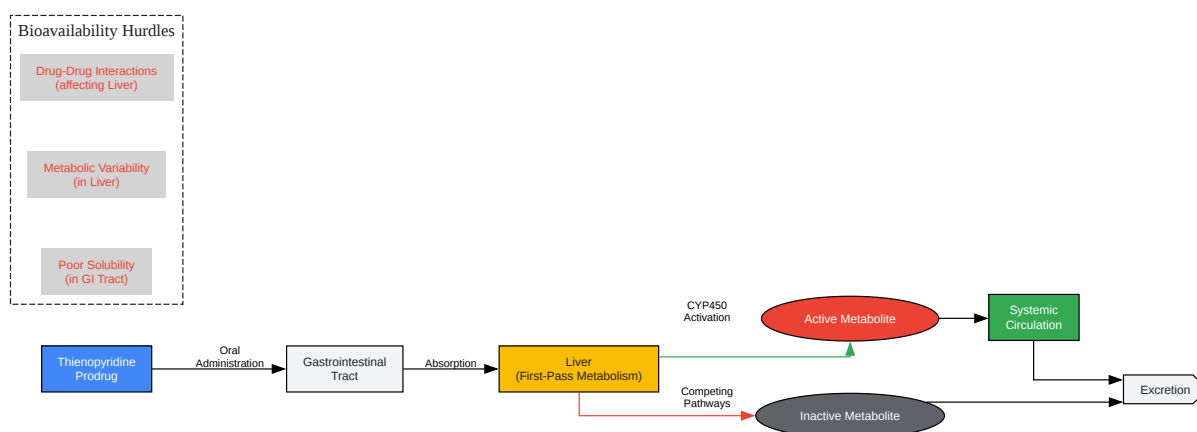 Bioavailability Hurdles
Drug-Drug Interactions
(affecting Liver)
Metabolic Variability
(in Liver)
Poor Solubility
(in GI Tract)
Thienopyridine
Prodrug
Oral
Administration
Gastrointestinal
Tract
Absorption
Liver
(First-Pass Metabolism)
CYP450
Activation
Active Metabolite
Systemic
Circulation
Competing
Pathways
Inactive Metabolite
Excretion